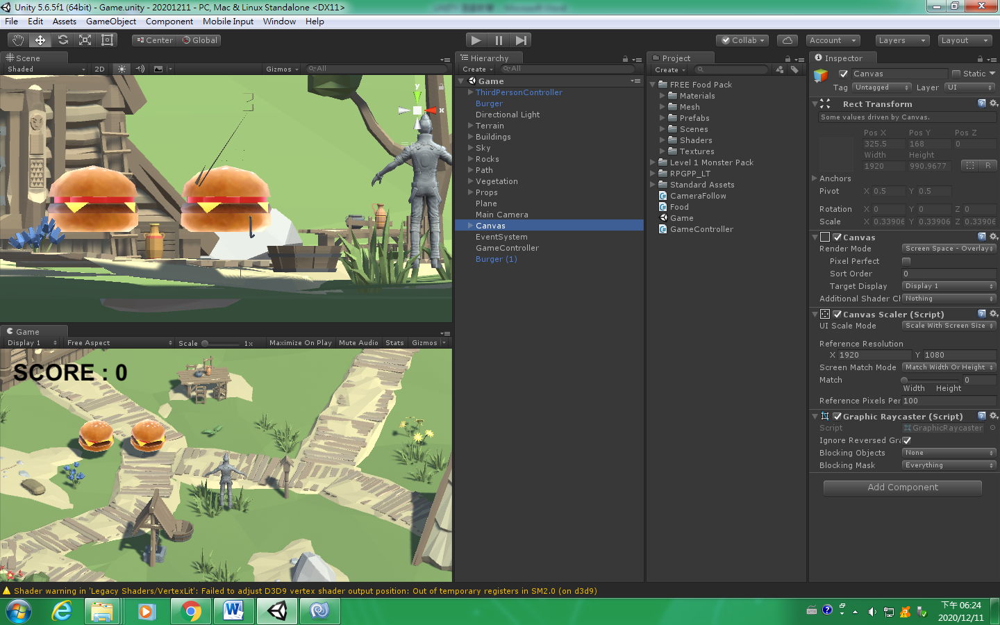 Unity 5.6.5f1 (64bit) - Game.unity - 20201211 - PC, Mac & Linux Standalone <DX11>
File Edit Assets GameObject Component Mobile Input Window Help
Center Global Collab Account Layers Layout
Scene
Shaded 2D Gizmos All
y
x
Game
Display 1 Free Aspect Scale 1x Maximize On Play Mute Audio Stats Gizmos
SCORE : 0
Hierarchy
Create All
Game
ThirdPersonController
Burger
Directional Light
Terrain
Buildings
Sky
Rocks
Path
Vegetation
Props
Plane
Main Camera
Canvas
EventSystem
GameController
Burger (1)
Project
Create
FREE Food Pack
Materials
Mesh
Prefabs
Scenes
Shaders
Textures
Level 1 Monster Pack
RPGPP_LT
Standard Assets
CameraFollow
Food
Game
GameController
Inspector
Canvas Static
Tag Untagged Layer UI
Rect Transform
Some values driven by Canvas.
Pos X Pos Y Pos Z
325.5 168 0
Width Height
1920 990.9677 R
Anchors
Pivot X 0.5 Y 0.5
Rotation X 0 Y 0 Z 0
Scale X 0.33906 Y 0.33906 Z 0.33906
Canvas
Render Mode Screen Space - Overlay
Pixel Perfect
Sort Order 0
Target Display Display 1
Additional Shader Ch Nothing
Canvas Scaler (Script)
UI Scale Mode Scale With Screen Size
Reference Resolution
X 1920 Y 1080
Screen Match Mode Match Width Or Height
Match 0
Width Height
Reference Pixels Per 100
Graphic Raycaster (Script)
Script GraphicRaycaster
Ignore Reversed Gra
Blocking Objects None
Blocking Mask Everything
Add Component
Shader warning in 'Legacy Shaders/VertexLit': Failed to adjust D3D9 vertex shader output position: Out of temporary registers in SM2.0 (on d3d9)
下午 06:24
2020/12/11